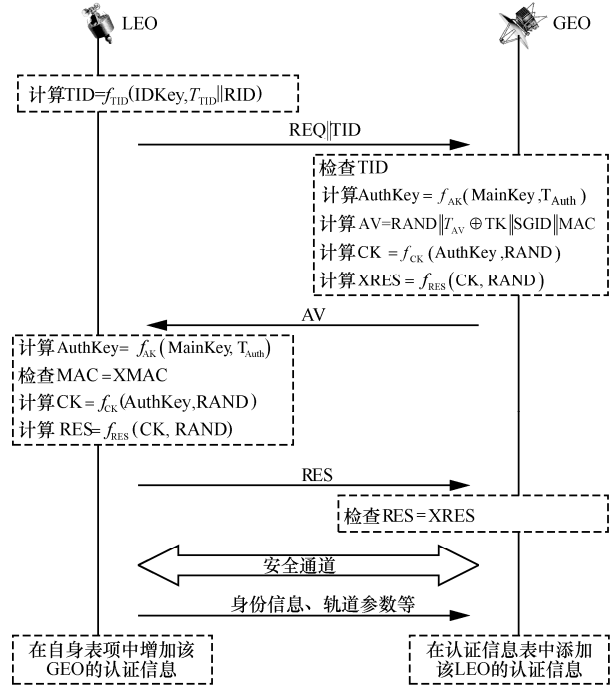 LEO
GEO
计算TID=fTID(IDKey,TTID||RID)
REQ||TID
检查TID
计算AuthKey=fAK(MainKey,TAuth)
计算AV=RAND||TAV⊕TK||SGID||MAC
计算CK=fCK(AuthKey,RAND)
计算XRES=fRES(CK, RAND)
AV
计算AuthKey=fAK(MainKey, TAuth)
检查MAC=XMAC
计算CK=fCK(AuthKey,RAND)
计算 RES=fRES(CK, RAND)
RES
检查RES=XRES
安全通道
身份信息、轨道参数等
在自身表项中增加该
GEO的认证信息
在认证信息表中添加
该LEO的认证信息